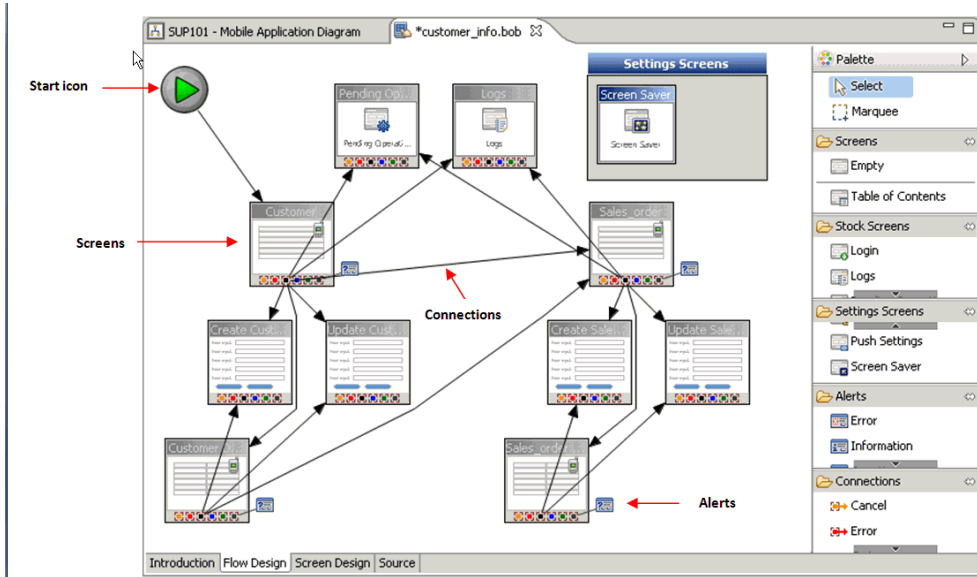 SUP101 - Mobile Application Diagram
*customer_info.bob
Start icon
Screens
Connections
Alerts
Pending Op...
Pending Operati...
Logs
Logs
Settings Screens
Screen Saver
Screen Saver
Customer
Sales_order
Create Cust...
Update Cust...
Create Sale...
Update Sale...
Customer
Sales_order
Palette
Select
Marquee
Screens
Empty
Table of Contents
Stock Screens
Login
Logs
Settings Screens
Push Settings
Screen Saver
Alerts
Error
Information
Connections
Cancel
Error
Introduction
Flow Design
Screen Design
Source